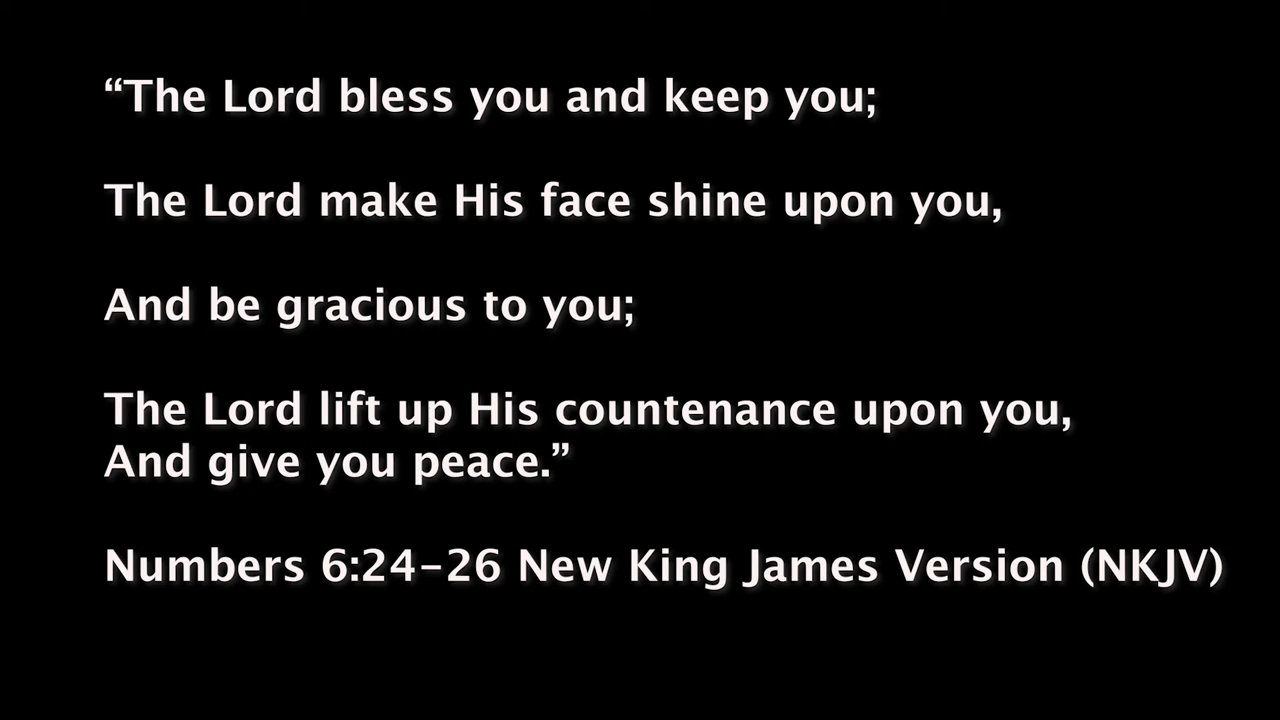 “The Lord bless you and keep you;
The Lord make His face shine upon you,
And be gracious to you;
The Lord lift up His countenance upon you,
And give you peace.”
Numbers 6:24–26 New King James Version (NKJV)